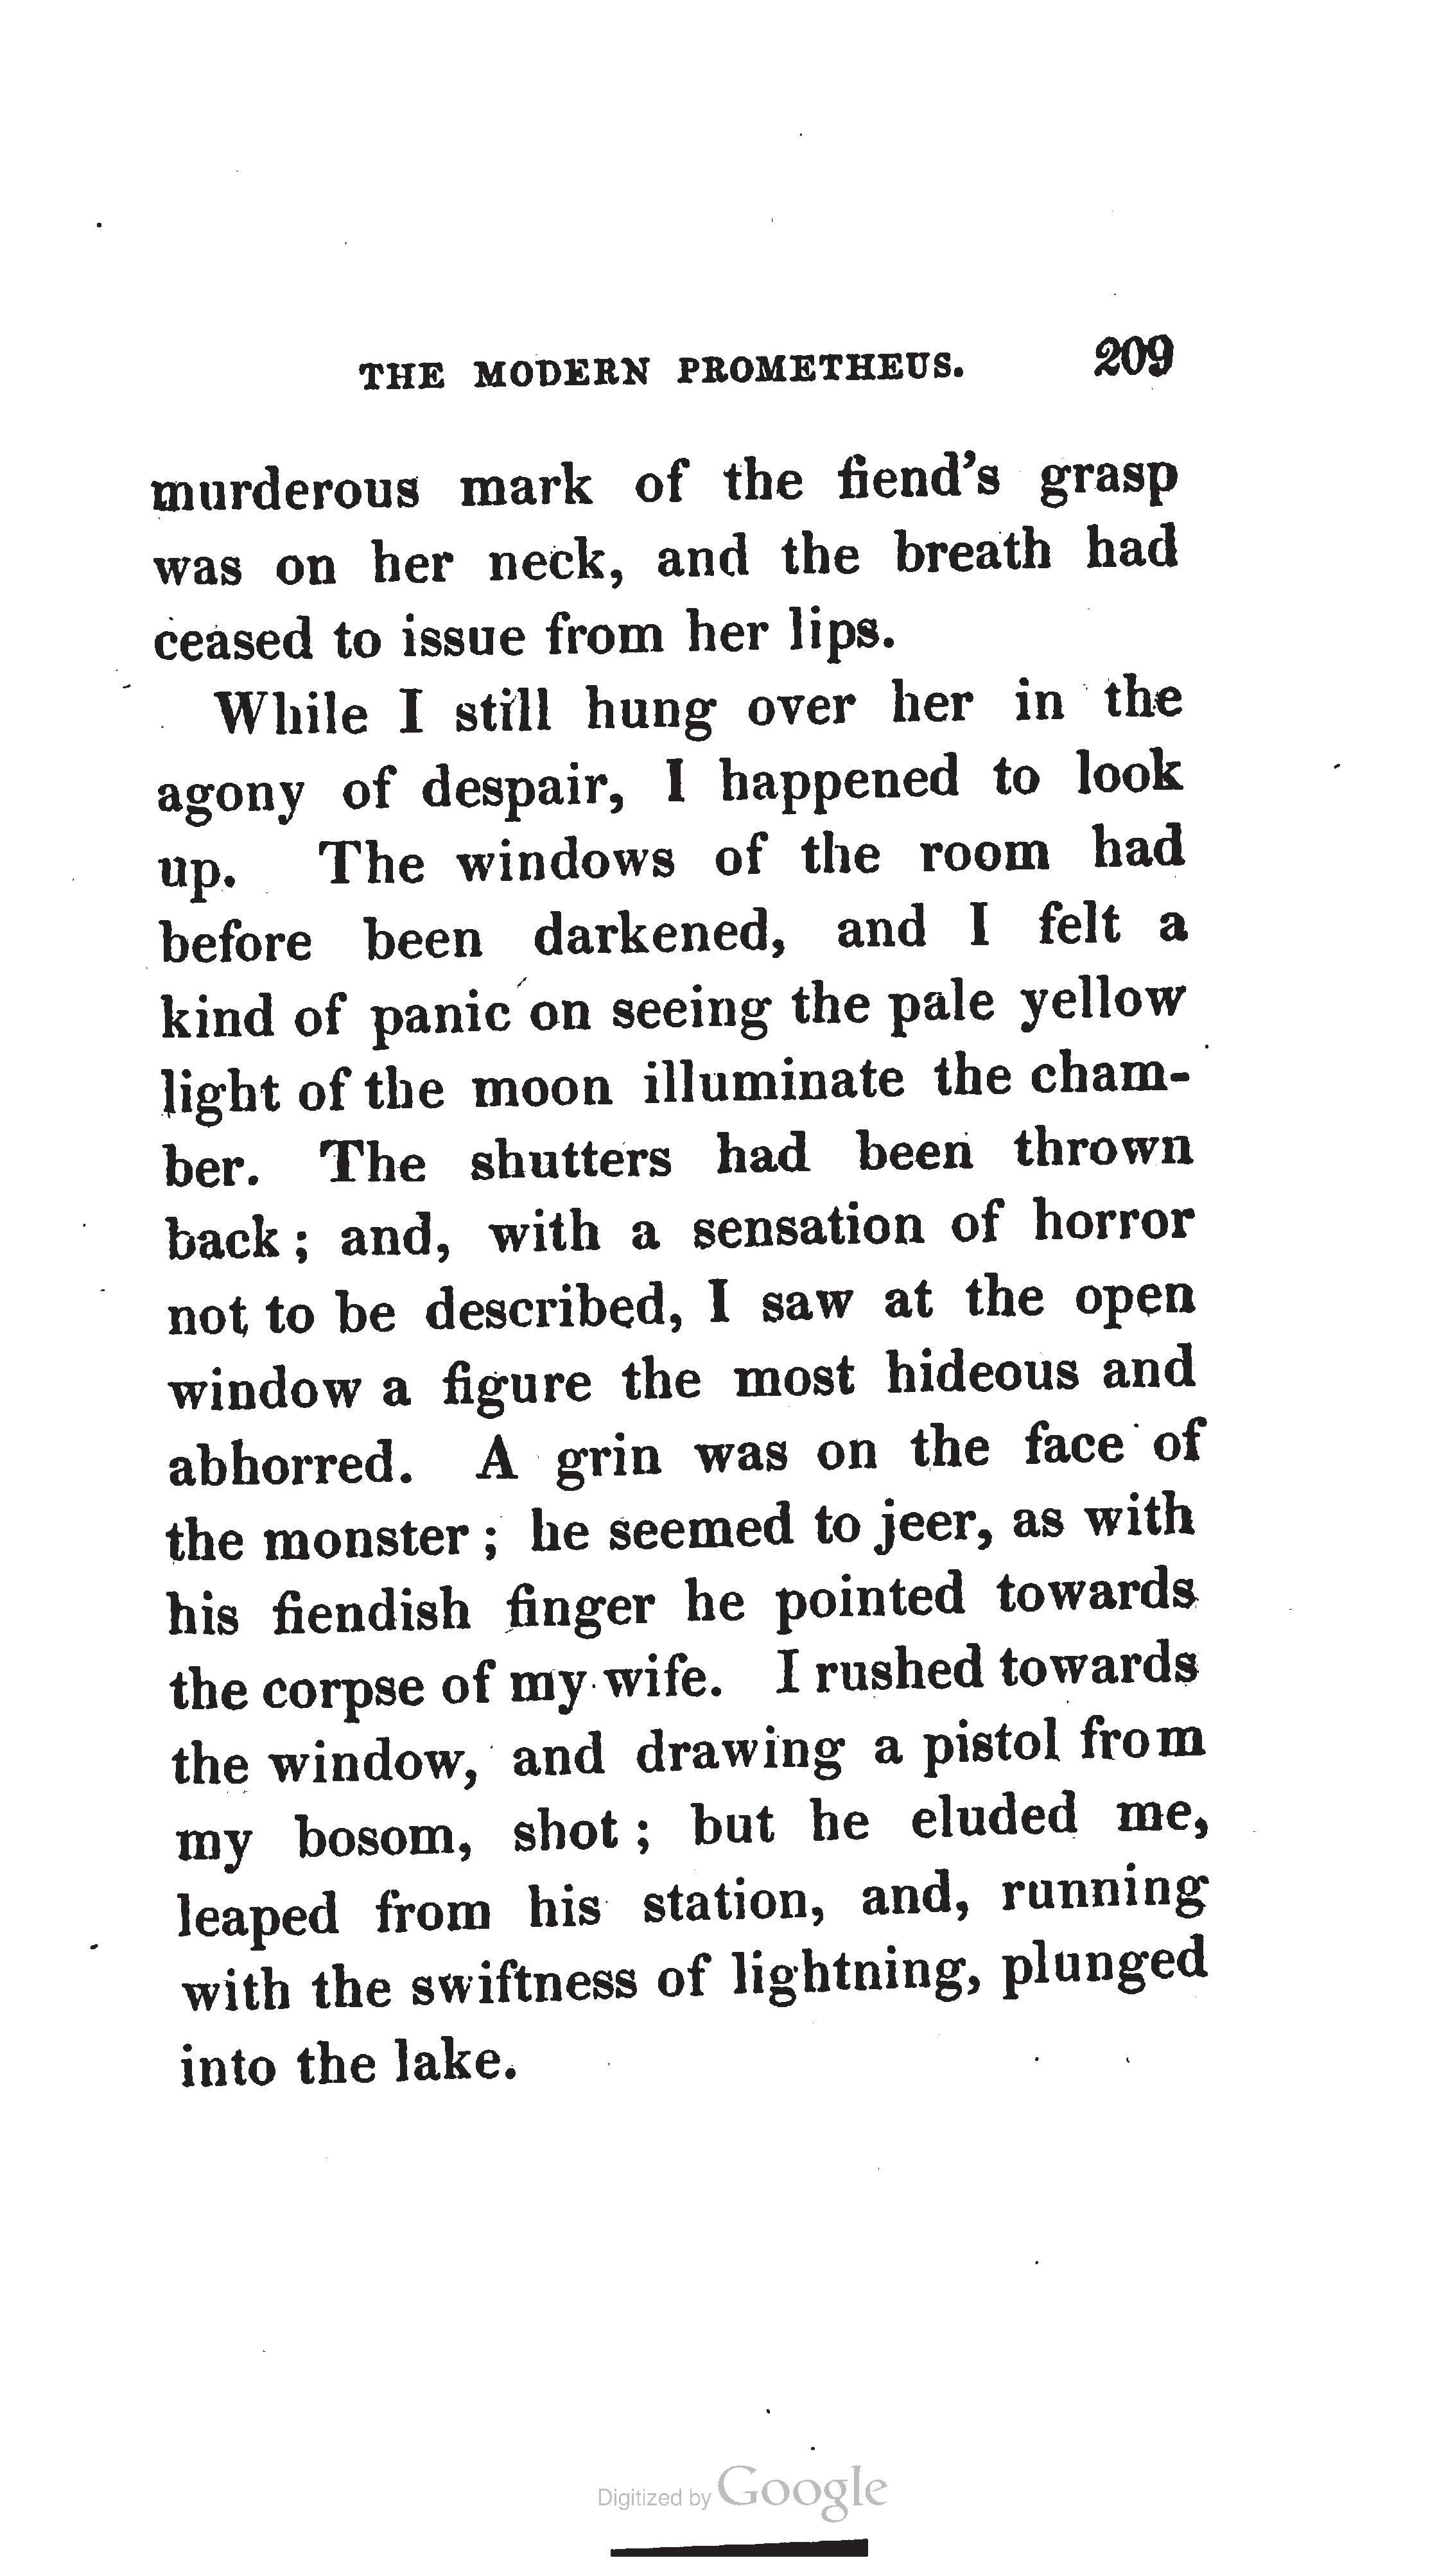 THE MODERN PROMETHEUS. 209
murderous mark of the fiend's grasp
was on her neck, and the breath had
ceased to issue from her lips.
While I still hung over her in the
agony of despair, I happened to look
up. The windows of the room had
before been darkened, and I felt a
kind of panic on seeing the pale yellow
light of the moon illuminate the cham-
ber. The shutters had been thrown
back ; and, with a sensation of horror
not to be described, I saw at the open
window a figure the most hideous and
abhorred. A grin was on the face of
the monster ; he seemed to jeer, as with
his fiendish finger he pointed towards
the corpse of my wife. I rushed towards
the window, and drawing a pistol from
my bosom, shot ; but he eluded me,
leaped from his station, and, running
with the swiftness of lightning, plunged
into the lake.
Digitized by Google